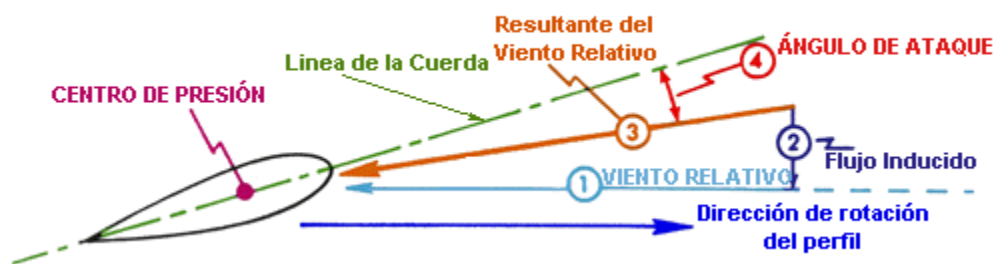 Resultante del
Viento Relativo
ÁNGULO DE ATAQUE
4
Linea de la Cuerda
CENTRO DE PRESIÓN
3
2
Flujo Inducido
1
VIENTO RELATIVO
Dirección de rotación
del perfil